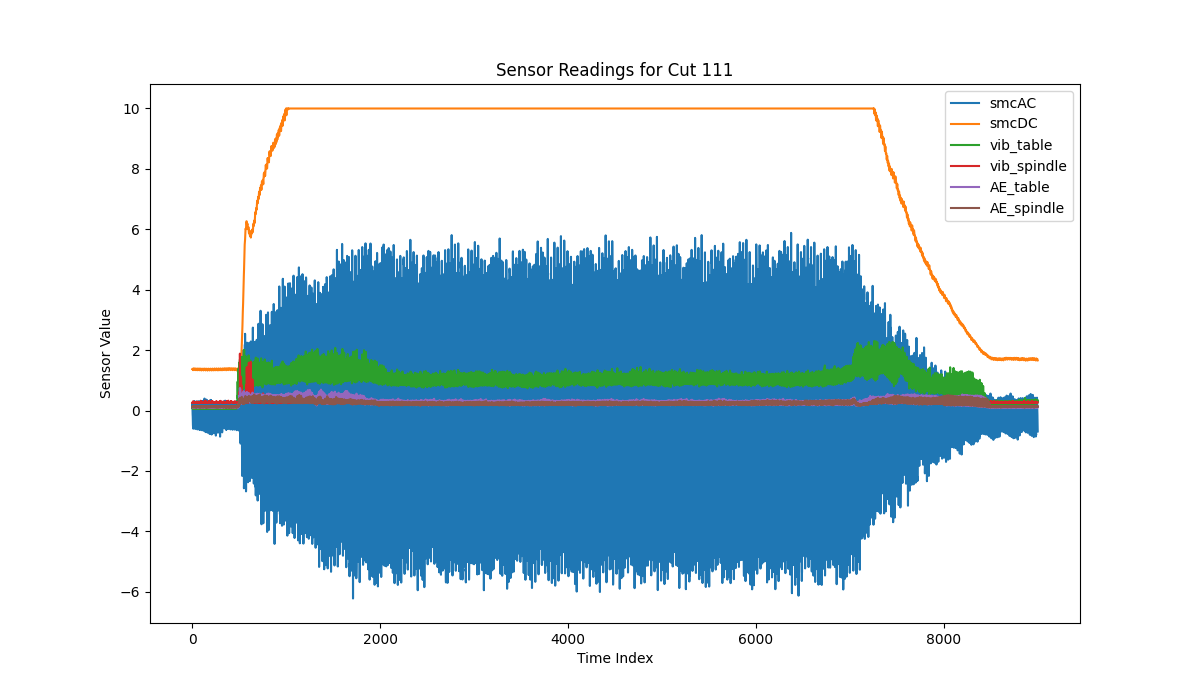 Sensor Readings for Cut 111
10
8
6
4
2
0
−2
−4
−6
Sensor Value
0 2000 4000 6000 8000
Time Index
smcAC
smcDC
vib_table
vib_spindle
AE_table
AE_spindle